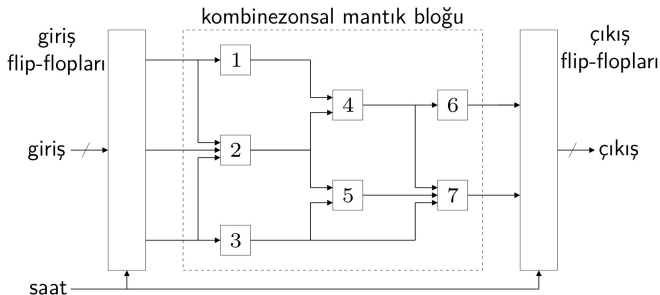 kombinezonsal mantık bloğu
giriş
flip-flopları
çıkış
flip-flopları
1
4
6
giriş
2
çıkış
5
7
3
saat